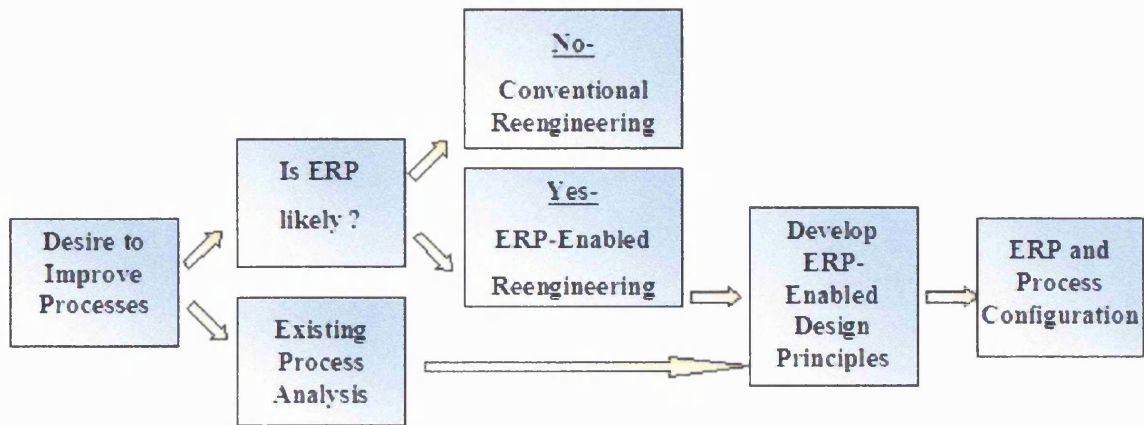 No-
Conventional
Reengineering
Is ERP
likely ?
Yes-
ERP-Enabled
Reengineering
Desire to
Improve
Processes
Existing
Process
Analysis
Develop
ERP-
Enabled
Design
Principles
ERP and
Process
Configuration